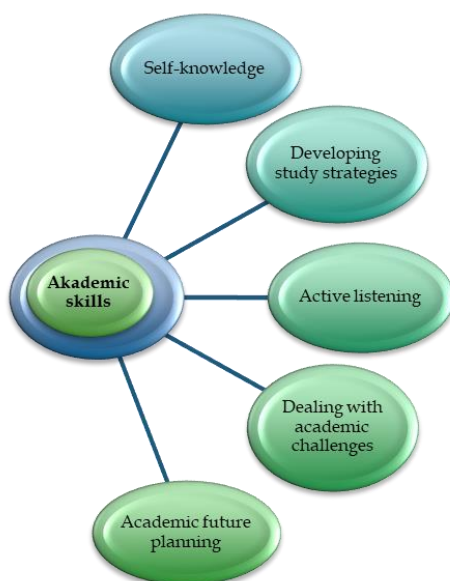 Self-knowledge
Developing
study strategies
Akademic
skills
Active listening
Dealing with
academic
challenges
Academic future
planning